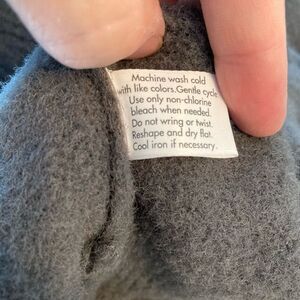 Machine wash cold
with like colors.Gentle cycle
Use only non-chlorine
bleach when needed.
Do not wring or twist.
Reshape and dry flat.
Cool iron if necessary.